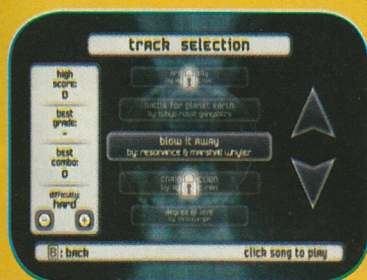 track selection
high
score:
0
best
grade:
-
best
combo:
0
difficulty:
hard
battle for planet earth
by: tokyo robot gangsters
blow it away
by: resonance & marshal whyler
degree of love
B : back
click song to play